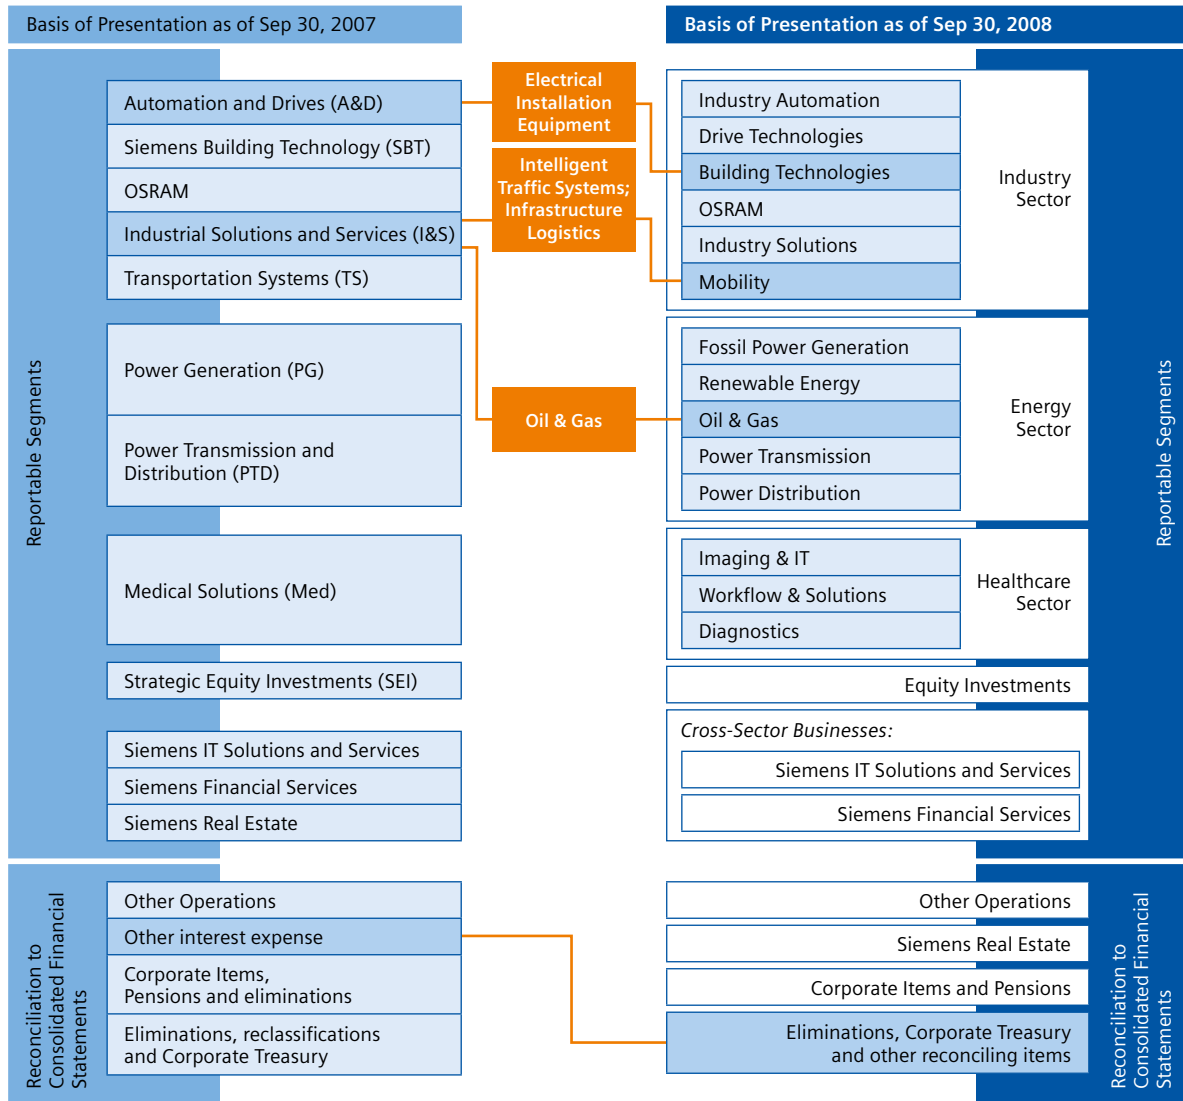 Basis of Presentation as of Sep 30, 2007
Reportable Segments
Automation and Drives (A&D)
Siemens Building Technology (SBT)
OSRAM
Industrial Solutions and Services (I&S)
Transportation Systems (TS)
Power Generation (PG)
Power Transmission and
Distribution (PTD)
Medical Solutions (Med)
Strategic Equity Investments (SEI)
Siemens IT Solutions and Services
Siemens Financial Services
Siemens Real Estate
Reconciliation to
Consolidated Financial
Statements
Other Operations
Other interest expense
Corporate Items,
Pensions and eliminations
Eliminations, reclassifications
and Corporate Treasury
Electrical
Installation
Equipment
Intelligent
Traffic Systems;
Infrastructure
Logistics
Oil & Gas
Basis of Presentation as of Sep 30, 2008
Industry Automation
Drive Technologies
Building Technologies
OSRAM
Industry Solutions
Mobility
Industry
Sector
Fossil Power Generation
Renewable Energy
Oil & Gas
Power Transmission
Power Distribution
Energy
Sector
Imaging & IT
Workflow & Solutions
Diagnostics
Healthcare
Sector
Equity Investments
Cross-Sector Businesses:
Siemens IT Solutions and Services
Siemens Financial Services
Reportable Segments
Other Operations
Siemens Real Estate
Corporate Items and Pensions
Eliminations, Corporate Treasury
and other reconciling items
Reconciliation to
Consolidated Financial
Statements